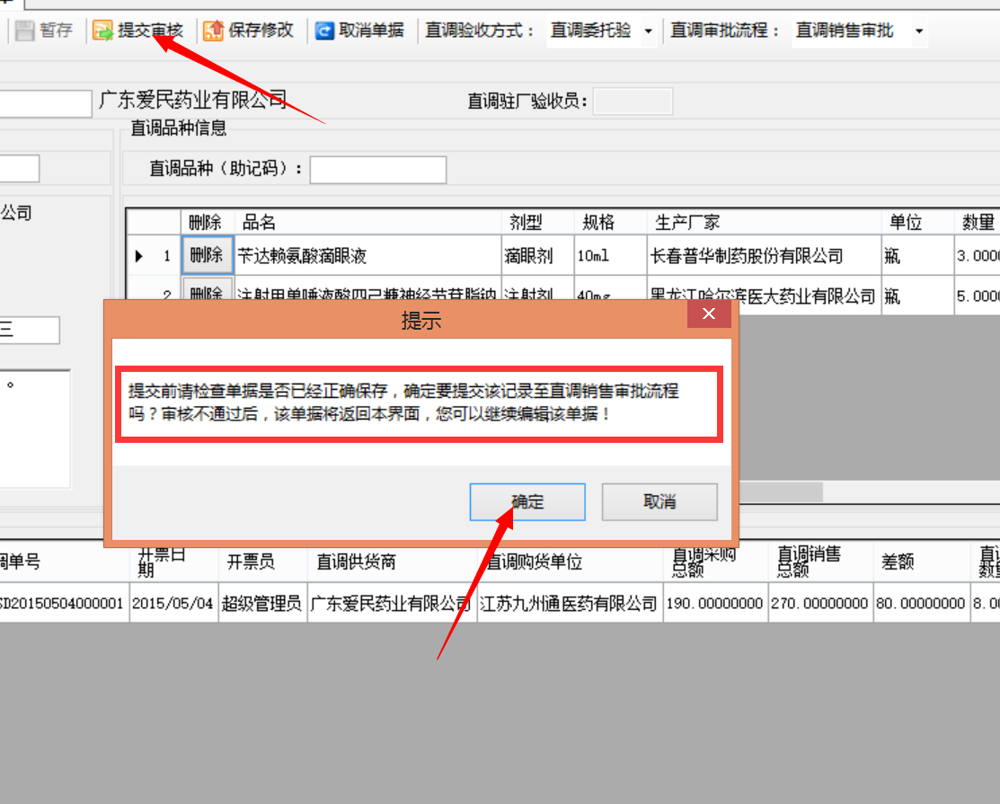 暂存 提交审核 保存修改 取消单据 直调验收方式： 直调委托验 直调审批流程： 直调销售审批
广东爱民药业有限公司 直调驻厂验收员：
直调品种信息
直调品种（助记码）：
公司
删除 品名 剂型 规格 生产厂家 单位 数量
1 删除 苄达赖氨酸滴眼液 滴眼剂 10ml 长春普华制药股份有限公司 瓶 3.0000
2 删除 注射用单唾液酸四己糖神经节苷脂钠 注射剂 40mg 黑龙江哈尔滨医大药业有限公司 瓶 5.0000
提示
三
。
提交前请检查单据是否已经正确保存，确定要提交该记录至直调销售审批流程
吗？审核不通过后，该单据将返回本界面，您可以继续编辑该单据！
确定 取消
调单号 开票日期 开票员 直调供货商 直调购货单位 直调采购总额 直调销售总额 差额
SD20150504000001 2015/05/04 超级管理员 广东爱民药业有限公司 江苏九州通医药有限公司 190.00000000 270.00000000 80.00000000 8.00